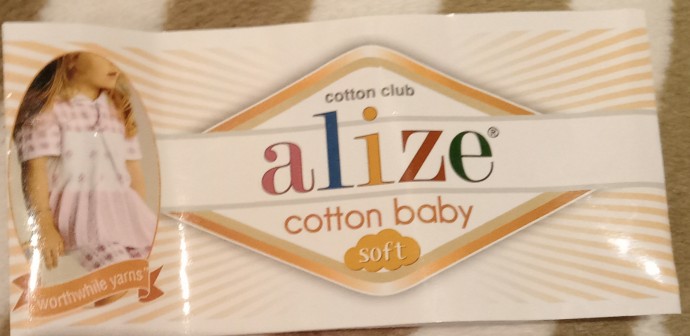 cotton club
alize®
cotton baby
soft
worthwhile yarns